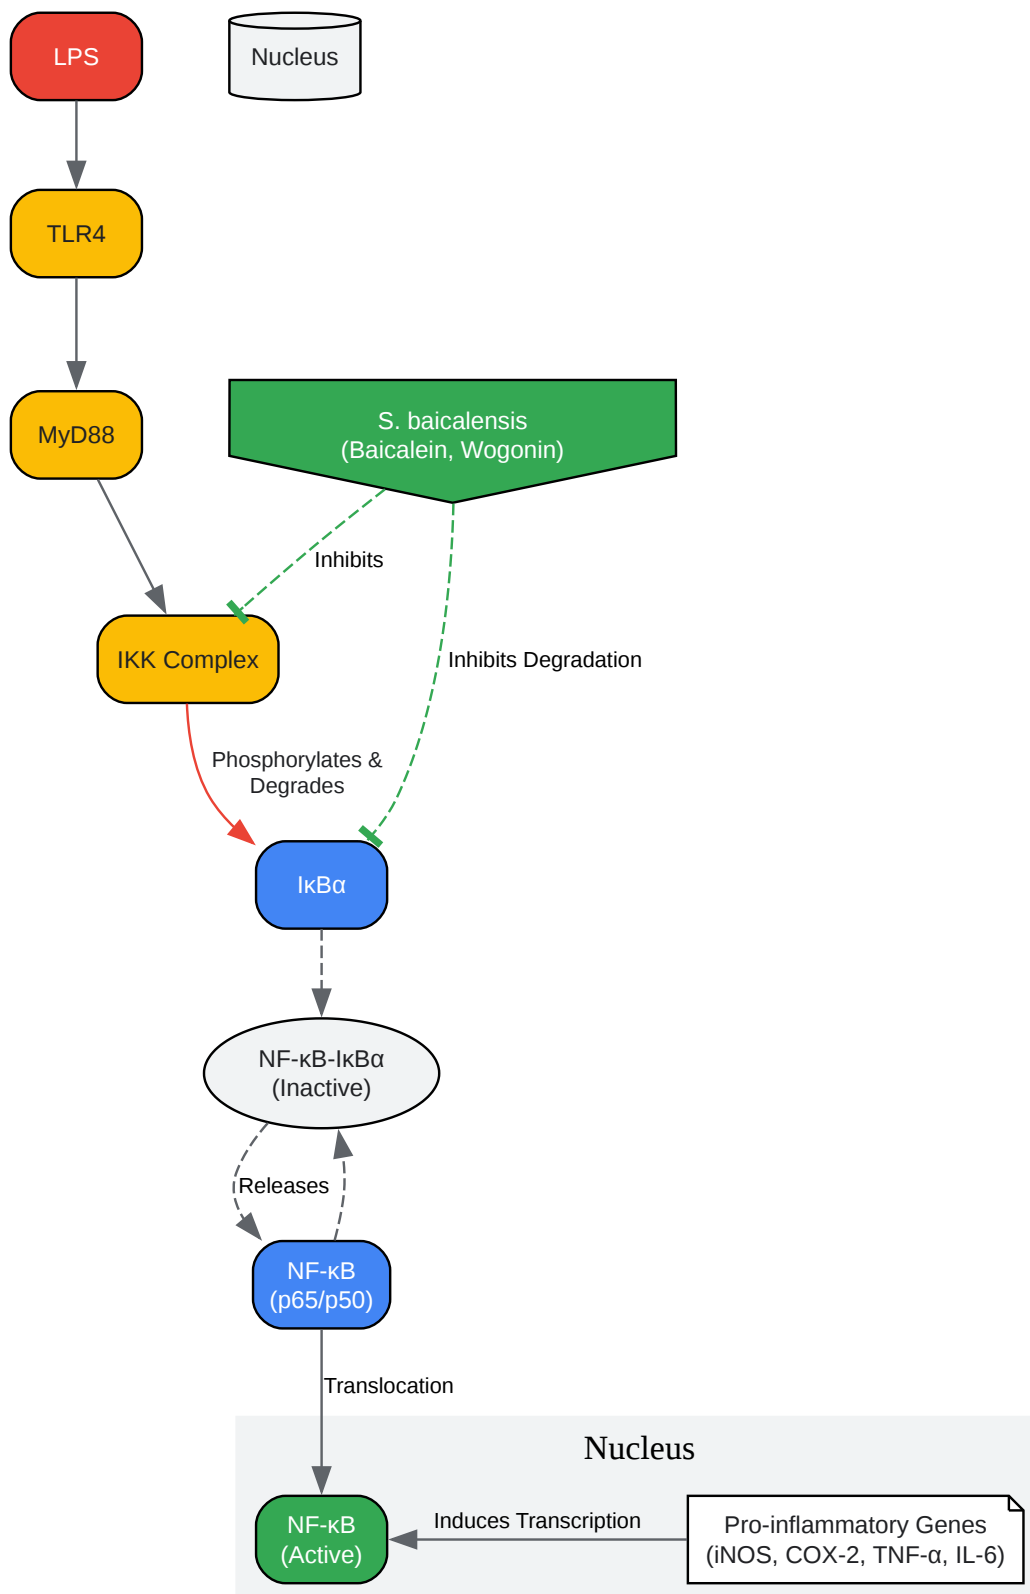 LPS
Nucleus
TLR4
MyD88
S. baicalensis
(Baicalein, Wogonin)
Inhibits
IKK Complex
Inhibits Degradation
Phosphorylates &
Degrades
IκBα
NF-κB-IκBα
(Inactive)
Releases
NF-κB
(p65/p50)
Translocation
Nucleus
NF-κB
(Active)
Induces Transcription
Pro-inflammatory Genes
(iNOS, COX-2, TNF-α, IL-6)